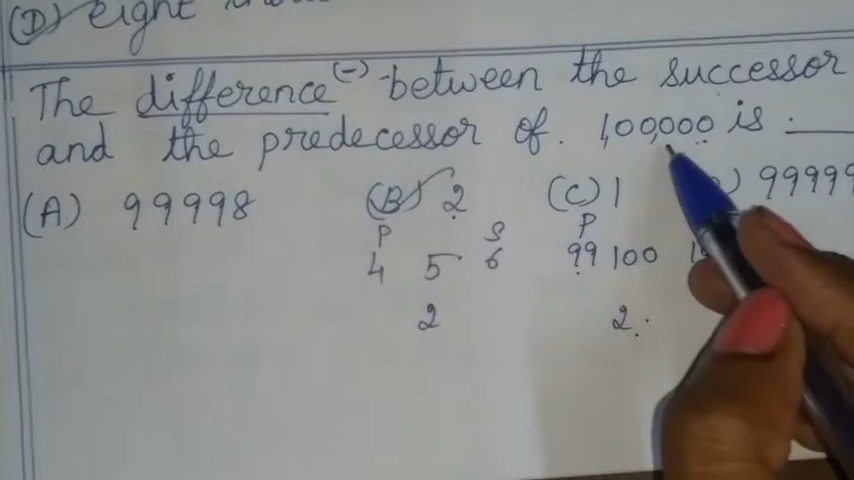 (D) eight
The difference (-) between the successor
and the predecessor of. 1,00,000 is. ____
(A) 99998 (B) 2 (C) 1 ) 99999
P S P
4 5 6 99 100
2 2.